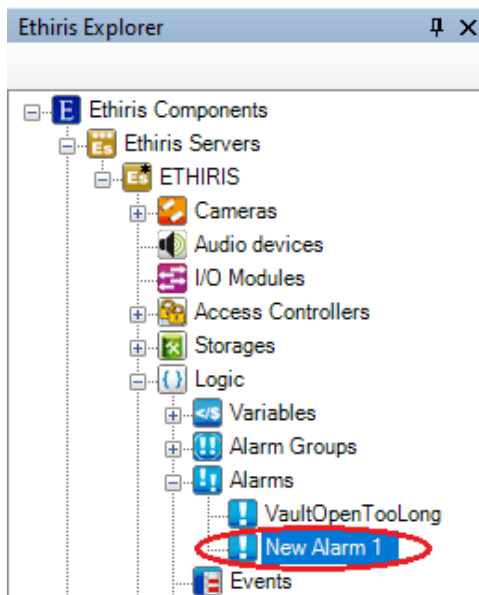 Ethiris Explorer
Ethiris Components
Ethiris Servers
ETHIRIS
Cameras
Audio devices
I/O Modules
Access Controllers
Storages
Logic
Variables
Alarm Groups
Alarms
VaultOpenTooLong
New Alarm 1
Events